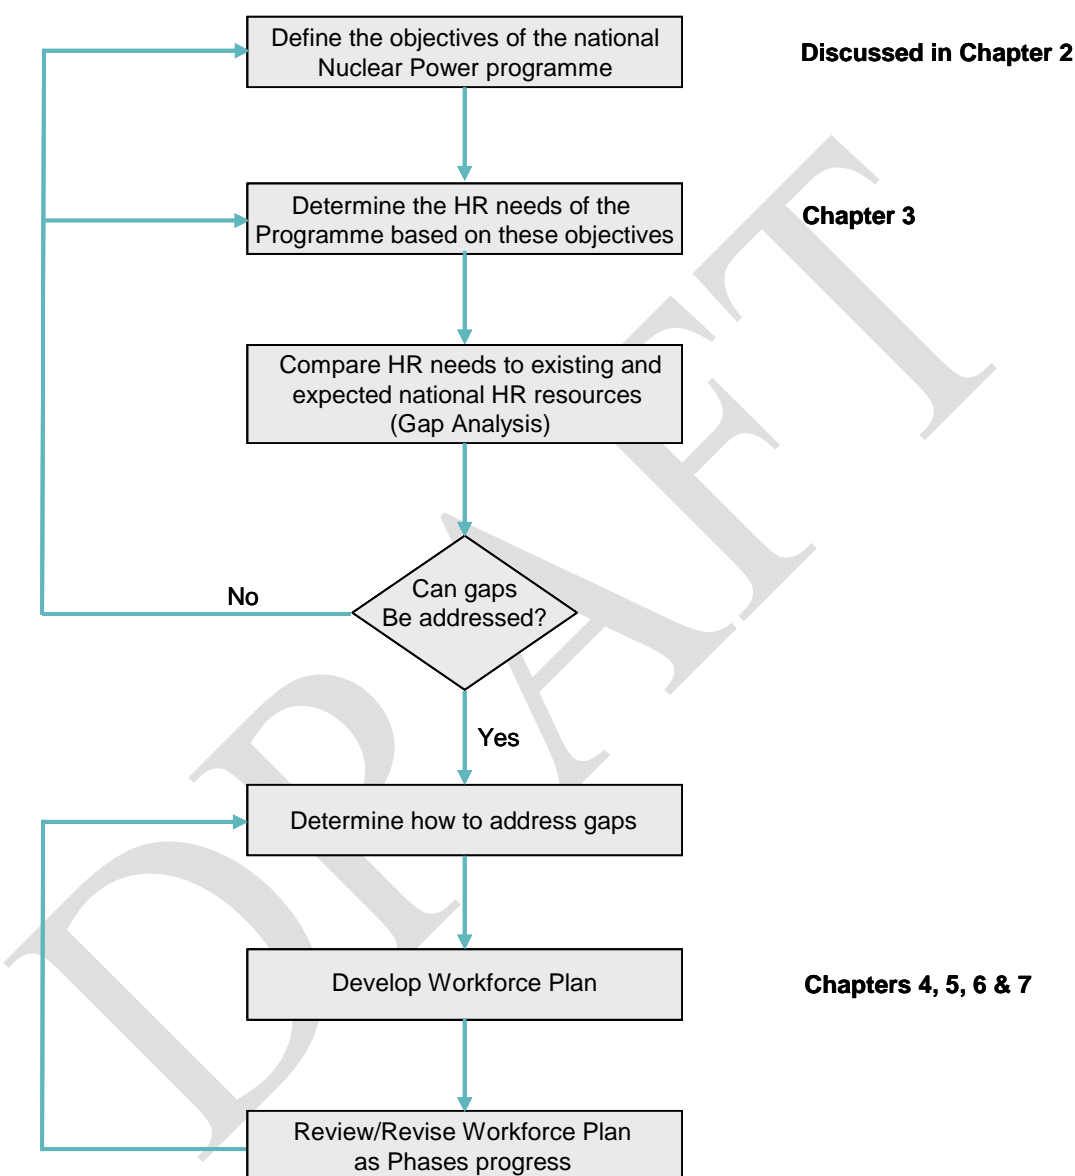 Define the objectives of the national
Nuclear Power programme
Discussed in Chapter 2
Determine the HR needs of the
Programme based on these objectives
Chapter 3
Compare HR needs to existing and
expected national HR resources
(Gap Analysis)
Can gaps
Be addressed?
No
Yes
Determine how to address gaps
Develop Workforce Plan
Chapters 4, 5, 6 & 7
Review/Revise Workforce Plan
as Phases progress
DRAFT